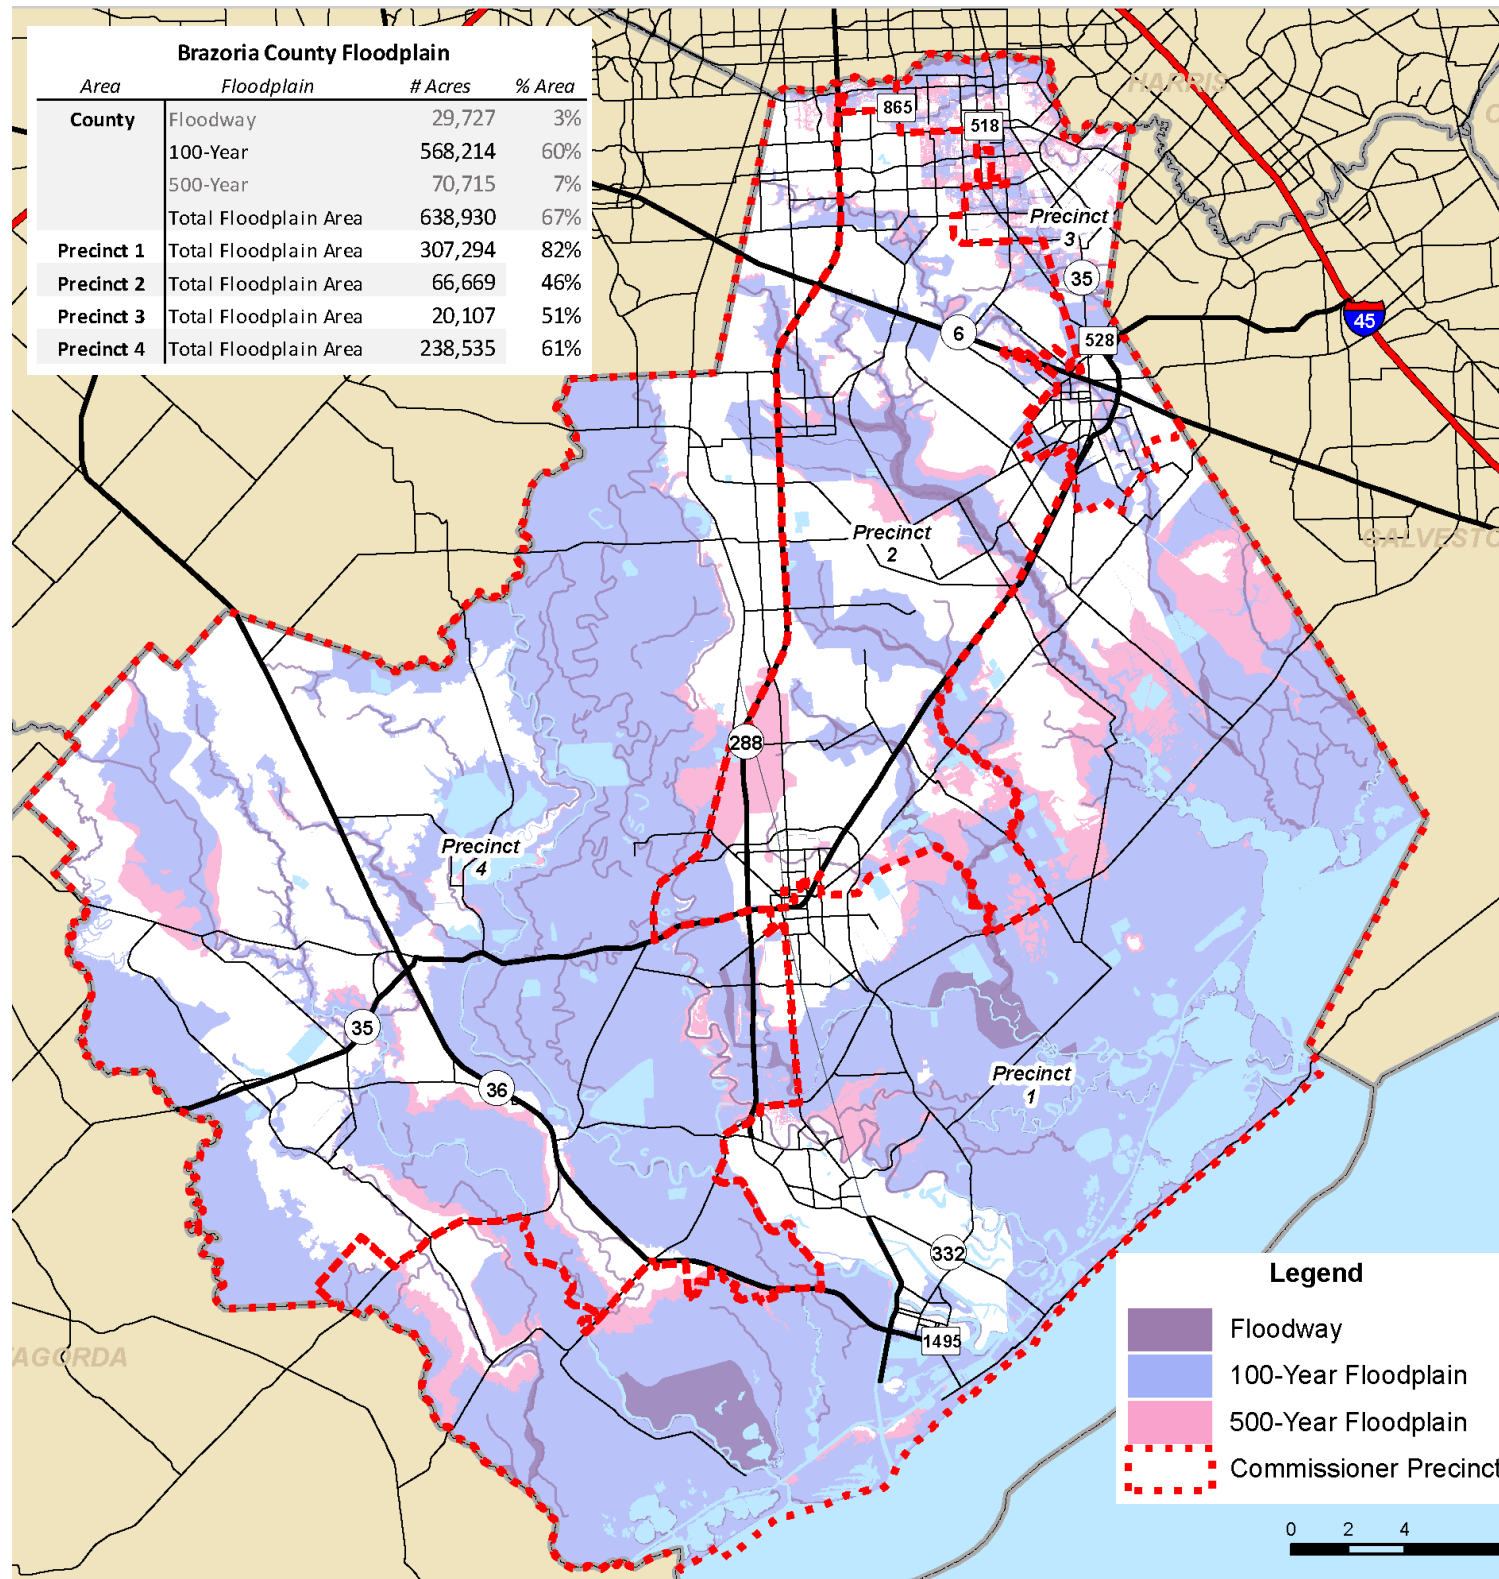 Brazoria County Floodplain
Area Floodplain # Acres % Area
County Floodway 29,727 3%
100-Year 568,214 60%
500-Year 70,715 7%
Total Floodplain Area 638,930 67%
Precinct 1 Total Floodplain Area 307,294 82%
Precinct 2 Total Floodplain Area 66,669 46%
Precinct 3 Total Floodplain Area 20,107 51%
Precinct 4 Total Floodplain Area 238,535 61%
HARRIS
865
518
Precinct
3
35
45
6
528
Precinct
2
GALVESTO
288
Precinct
4
35
36
Precinct
1
332
1495
TAGORDA
Legend
Floodway
100-Year Floodplain
500-Year Floodplain
Commissioner Precinct
0 2 4